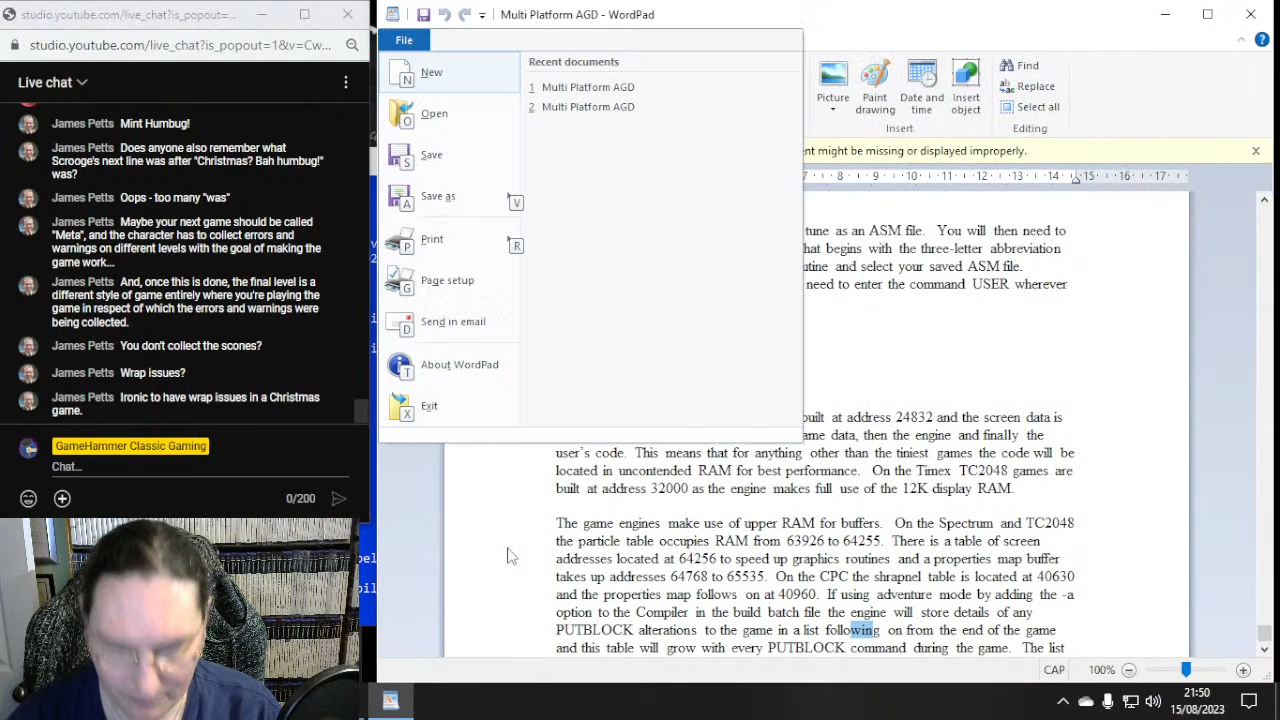 studio.youtube.com/live_chat?is_popout=...
studio.youtube.com/live_chat?is_popout=1&v=Cw...
Live chat
James Petts Mint Humbug!
James Petts Does anyone also remember what
Scrooge's next line was after "Christmas? Bah humbug!"
was?
James Petts Oops - too many "was"
James Petts Maybe your next game should be called
"Meta", and the character has to collect errors and
warnings on different levels with the goal of making the
game work...
James Petts And, once this is done, the final level is a
different style of game entirely where you're playing the
game in respect of which the errors and warnings were
being collected.
James Petts You don't collect the scones?
James Petts Wrap issues?
James Petts Ironic to have wrap issues in a Christmas
game.
GameHammer Classic Gaming
Chat...
0/200
Multi Platform AGD - WordPad
File
New
N
Open
O
Save
S
Save as
A
V
Print
P
R
Page setup
G
Send in email
D
About WordPad
T
Exit
X
Recent documents
1 Multi Platform AGD
2 Multi Platform AGD
Picture
Paint
drawing
Date and
time
Insert
object
Insert
Find
Replace
Select all
Editing
nt might be missing or displayed improperly.
7 8 9 10 11 12 13 14 15 16 17
tune as an ASM file. You will then need to
hat begins with the three-letter abbreviation
utine and select your saved ASM file.
need to enter the command USER wherever
built at address 24832 and the screen data is
ame data, then the engine and finally the
user's code. This means that for anything other than the tiniest games the code will be
located in uncontended RAM for best performance. On the Timex TC2048 games are
built at address 32000 as the engine makes full use of the 12K display RAM.
The game engines make use of upper RAM for buffers. On the Spectrum and TC2048
the particle table occupies RAM from 63926 to 64255. There is a table of screen
addresses located at 64256 to speed up graphics routines and a properties map buffer
takes up addresses 64768 to 65535. On the CPC the shrapnel table is located at 40630
and the properties map follows on at 40960. If using adventure mode by adding the -a
option to the Compiler in the build batch file the engine will store details of any
PUTBLOCK alterations to the game in a list following on from the end of the game
and this table will grow with every PUTBLOCK command during the game. The list
CAP
100%
21:50
15/08/2023